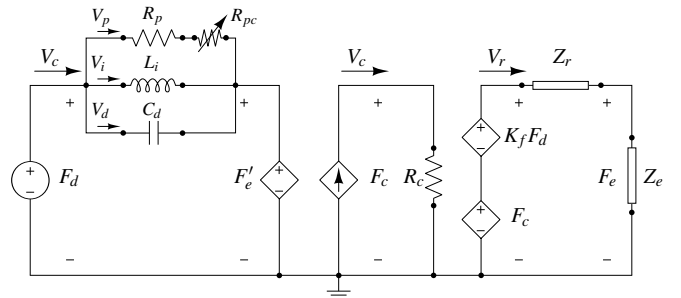 V_p R_p R_pc
V_c V_i L_i V_c V_r Z_r
V_d C_d
+ + + + +
+ K_f F_d +
−
+ F_d F'_e + F_c R_c F_e Z_e
− − + F_c
−
− − − − −